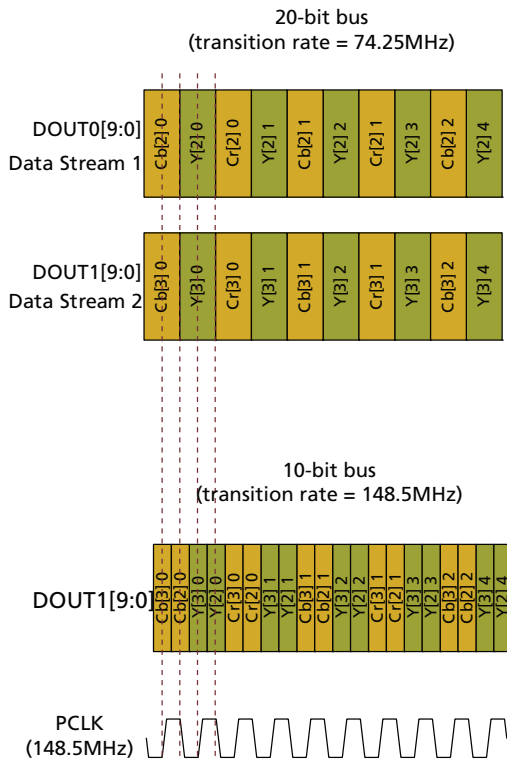 20-bit bus
(transition rate = 74.25MHz)
DOUT0[9:0]
Data Stream 1
Cb[2] 0
Y[2] 0
Cr[2] 0
Y[2] 1
Cb[2] 1
Y[2] 2
Cr[2] 1
Y[2] 3
Cb[2] 2
Y[2] 4
DOUT1[9:0]
Data Stream 2
Cb[3] 0
Y[3] 0
Cr[3] 0
Y[3] 1
Cb[3] 1
Y[3] 2
Cr[3] 1
Y[3] 3
Cb[3] 2
Y[3] 4
10-bit bus
(transition rate = 148.5MHz)
DOUT1[9:0]
Cb[3] 0
Cb[2] 0
Y[3] 0
Y[2] 0
Cr[3] 0
Cr[2] 0
Y[3] 1
Y[2] 1
Cb[3] 1
Cb[2] 1
Y[3] 2
Y[2] 2
Cr[3] 1
Cr[2] 1
Y[3] 3
Y[2] 3
Cb[3] 2
Cb[2] 2
Y[3] 4
Y[2] 4
PCLK
(148.5MHz)